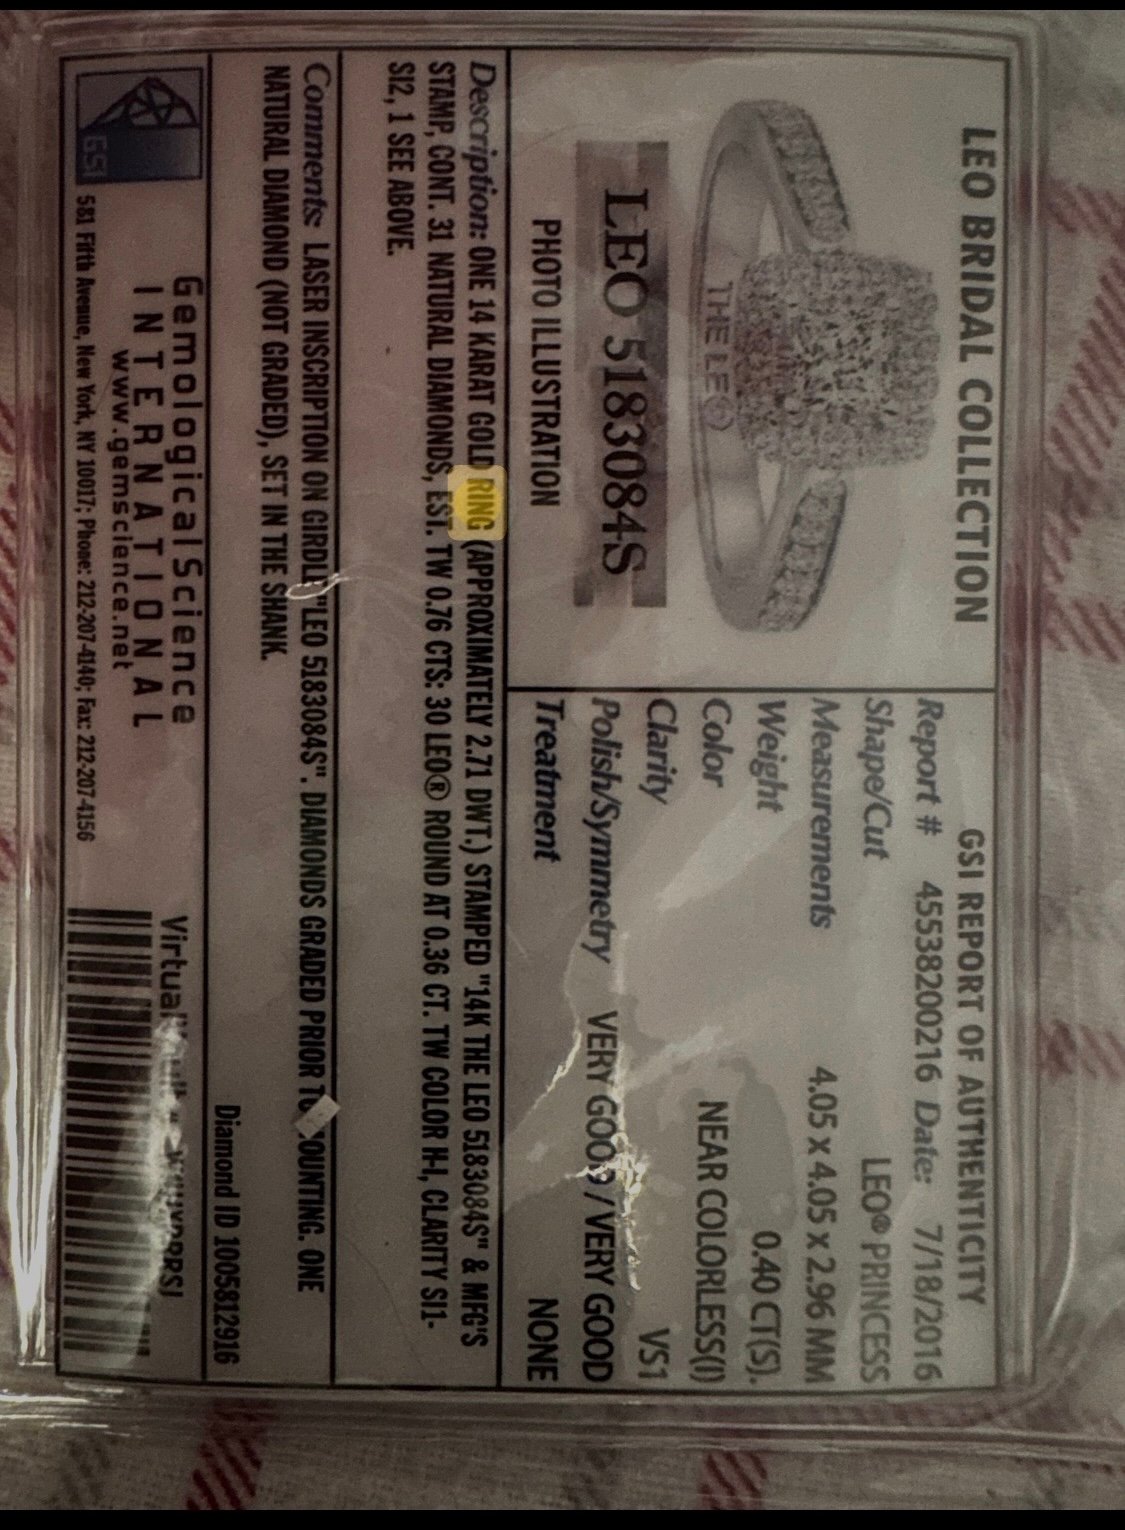 LEO BRIDAL COLLECTION
THE LEO
LEO 5183084S
PHOTO ILLUSTRATION
GSI REPORT OF AUTHENTICITY
Report # 45538200216 Date: 7/18/2016
Shape/Cut LEO® PRINCESS
Measurements 4.05 x 4.05 x 2.96 MM
Weight 0.40 CT(S).
Color NEAR COLORLESS(I)
Clarity VS1
Polish/Symmetry VERY GOOD / VERY GOOD
Treatment NONE
Description: ONE 14 KARAT GOLD RING (APPROXIMATELY 2.71 DWT.) STAMPED "14K THE LEO 5183084S" & MFG'S
STAMP, CONT. 31 NATURAL DIAMONDS, EST. TW 0.76 CTS: 30 LEO® ROUND AT 0.36 CT. TW COLOR H-I, CLARITY SI1-
SI2, 1 SEE ABOVE.
Comments: LASER INSCRIPTION ON GIRDLE "LEO 5183084S". DIAMONDS GRADED PRIOR TO MOUNTING. ONE
NATURAL DIAMOND (NOT GRADED), SET IN THE SHANK.
Diamond ID 1005812916
GSI
GemologicalScience
INTERNATIONAL
www.gemscience.net
581 Fifth Avenue, New York, NY 10017; Phone: 212-207-4140; Fax: 212-207-4156